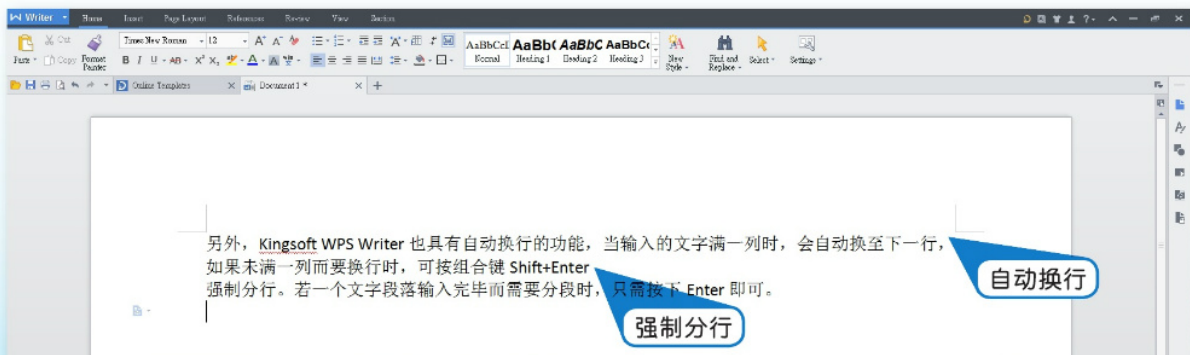 Writer
Home Insert Page Layout References Review View Section
Cut Times New Roman 12 AaBbCcI AaBb( AaBbC AaBbCc
Paste Copy Format Painter B I U AB X² X₂ A Normal Heading 1 Heading 2 Heading 3 New Style Find and Replace Select Settings
Online Templates Document1 *
另外，Kingsoft WPS Writer 也具有自动换行的功能，当输入的文字满一列时，会自动换至下一行，
如果未满一列而要换行时，可按组合键 Shift+Enter
强制分行。若一个文字段落输入完毕而需要分段时，只需按下 Enter 即可。
自动换行
强制分行